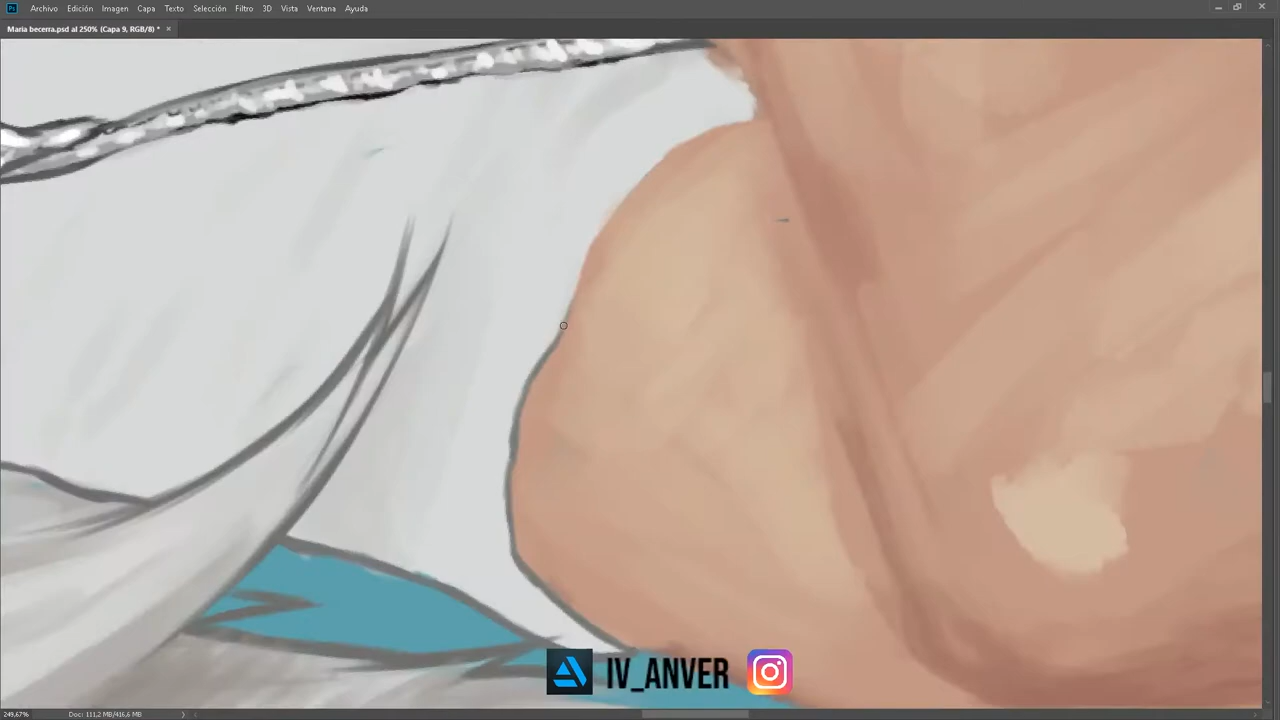 Archivo Edición Imagen Capa Texto Selección Filtro 3D Vista Ventana Ayuda
Maria becerra.psd al 250% (Capa 9, RGB/8) *
IV_ANVER
249,67% Doc: 111,2 MB/416,6 MB